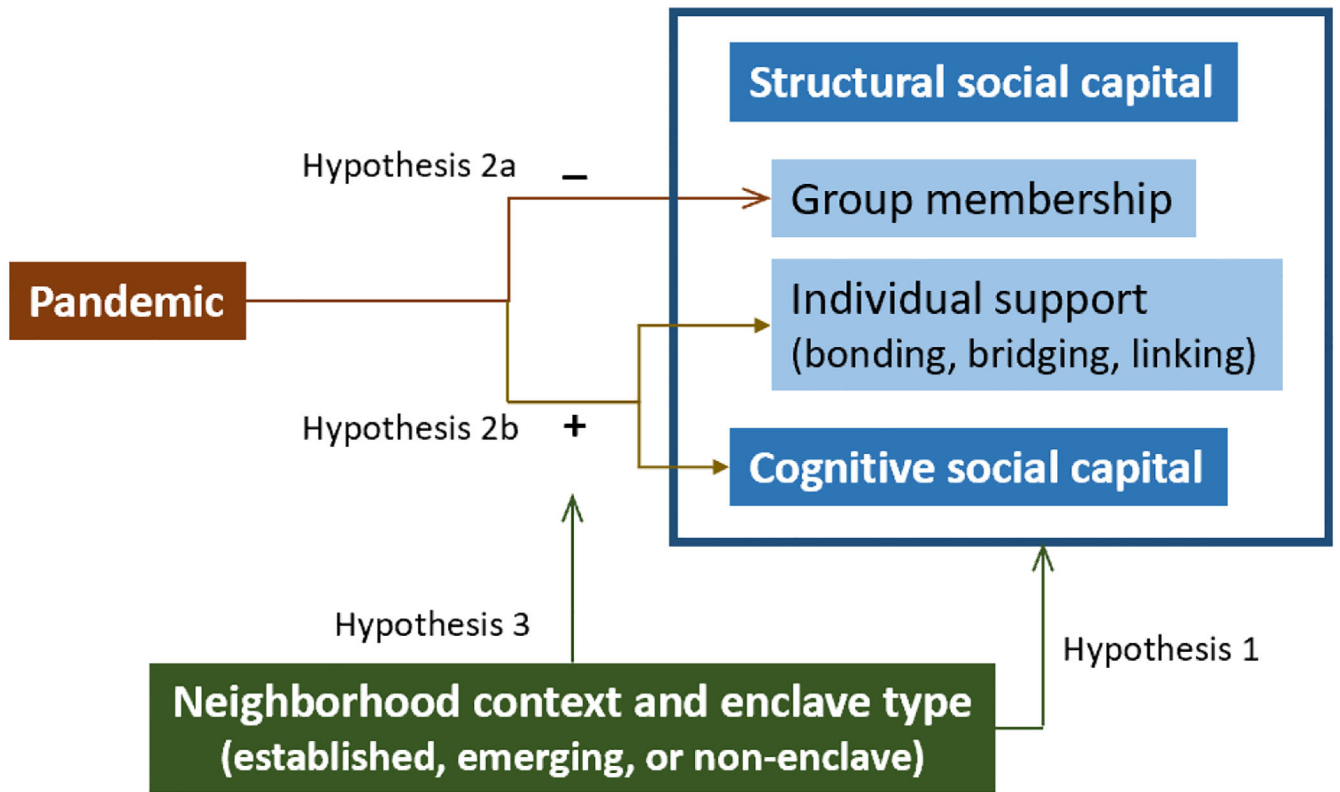 Structural social capital
Hypothesis 2a
−
Group membership
Pandemic
Individual support
(bonding, bridging, linking)
Hypothesis 2b
+
Cognitive social capital
Hypothesis 3
Hypothesis 1
Neighborhood context and enclave type
(established, emerging, or non-enclave)